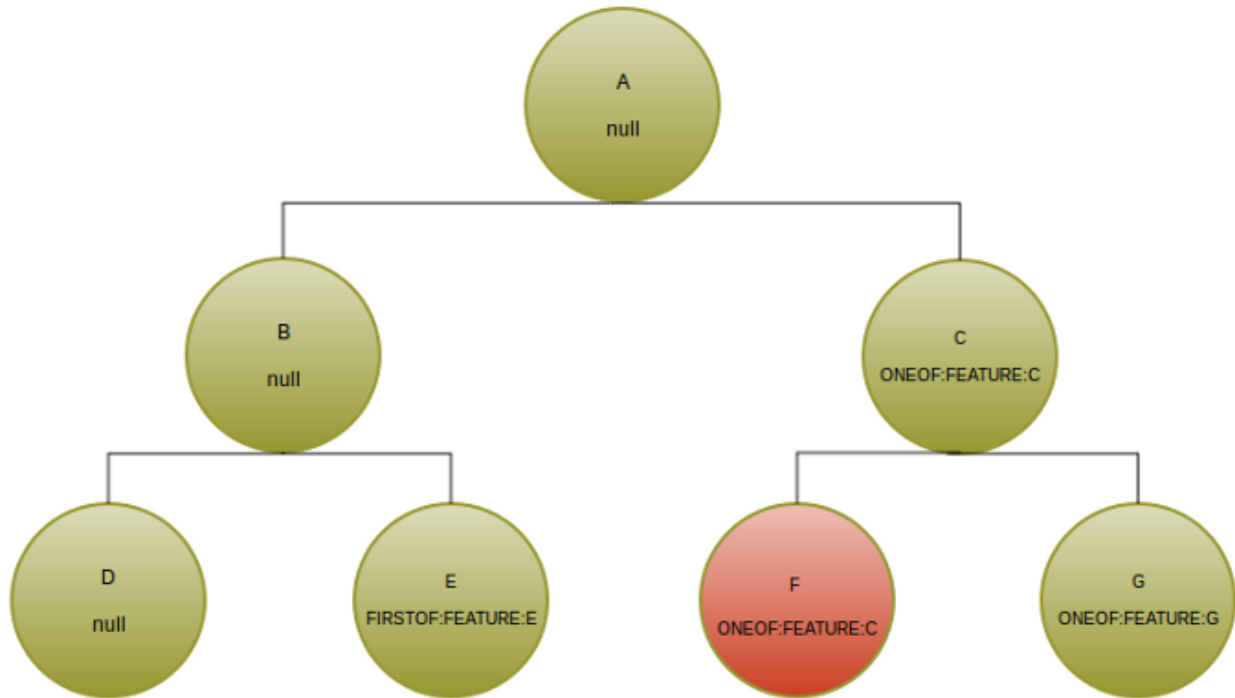 A
null
B
null
C
ONEOF:FEATURE:C
D
null
E
FIRSTOF:FEATURE:E
F
ONEOF:FEATURE:C
G
ONEOF:FEATURE:G